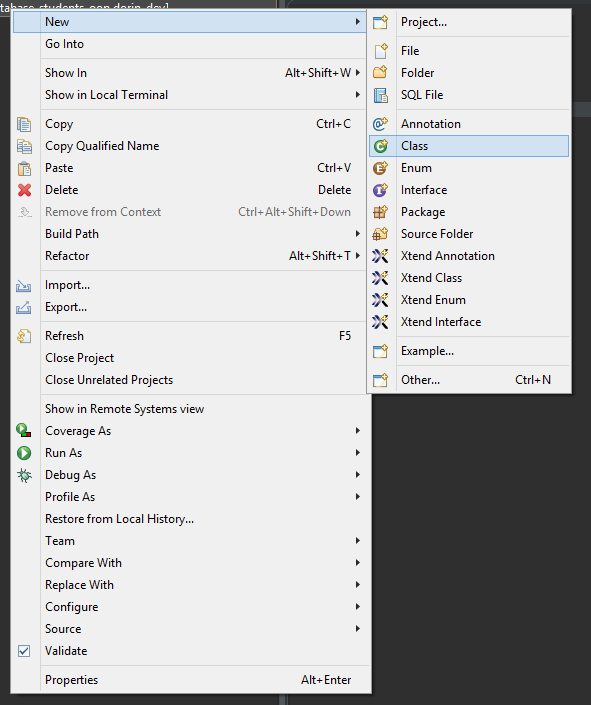 tabase_students_oop_dorin_dev]
New
Go Into
Show In Alt+Shift+W
Show in Local Terminal
Copy Ctrl+C
Copy Qualified Name
Paste Ctrl+V
Delete Delete
Remove from Context Ctrl+Alt+Shift+Down
Build Path
Refactor Alt+Shift+T
Import...
Export...
Refresh F5
Close Project
Close Unrelated Projects
Show in Remote Systems view
Coverage As
Run As
Debug As
Profile As
Restore from Local History...
Team
Compare With
Replace With
Configure
Source
Validate
Properties Alt+Enter
Project...
File
Folder
SQL File
Annotation
Class
Enum
Interface
Package
Source Folder
Xtend Annotation
Xtend Class
Xtend Enum
Xtend Interface
Example...
Other... Ctrl+N